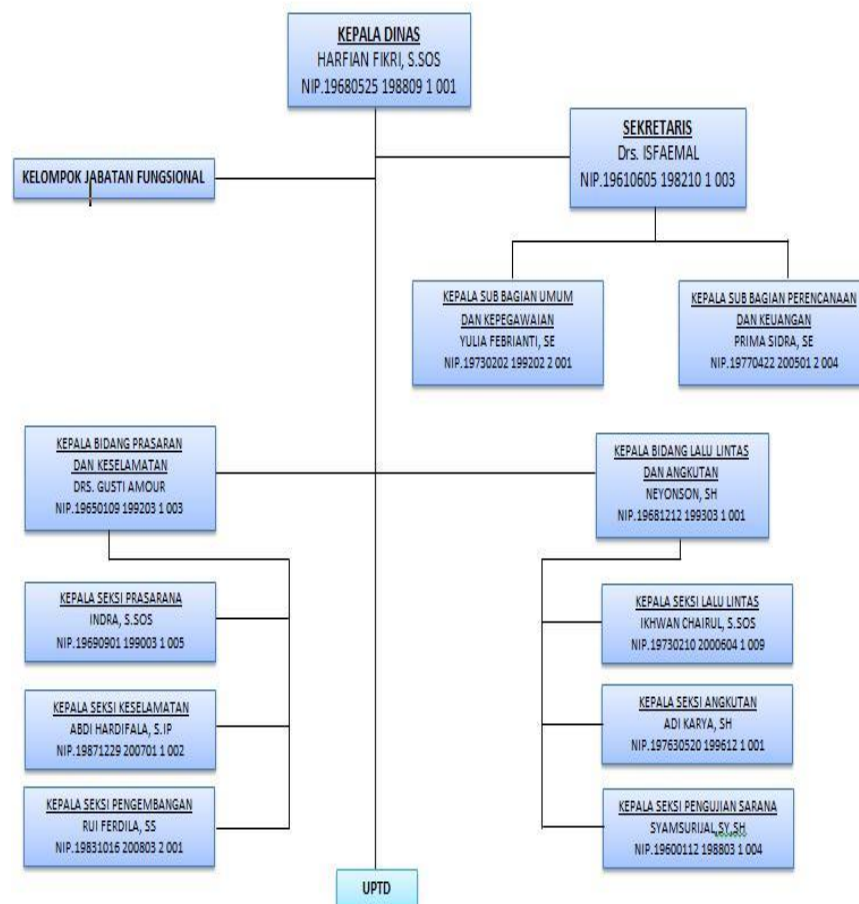 KEPALA DINAS
HARFIAN FIKRI, S.SOS
NIP.19680525 198809 1 001
SEKRETARIS
Drs. ISFAEMAL
NIP.19610605 198210 1 003
KELOMPOK JABATAN FUNGSIONAL
KEPALA SUB BAGIAN UMUM
DAN KEPEGAWAIAN
YULIA FEBRIANTI, SE
NIP.19730202 199202 2 001
KEPALA SUB BAGIAN PERENCANAAN
DAN KEUANGAN
PRIMA SIDRA, SE
NIP.19770422 200501 2 004
KEPALA BIDANG PRASARAN
DAN KESELAMATAN
DRS. GUSTI AMOUR
NIP.19650109 199203 1 003
KEPALA BIDANG LALU LINTAS
DAN ANGKUTAN
NEYONSON, SH
NIP.19681212 199303 1 001
KEPALA SEKSI PRASARANA
INDRA, S.SOS
NIP.19690901 199003 1 005
KEPALA SEKSI LALU LINTAS
IKHWAN CHAIRUL, S.SOS
NIP.19730210 2000604 1 009
KEPALA SEKSI KESELAMATAN
ABDI HARDIFALA, S.IP
NIP.19871229 200701 1 002
KEPALA SEKSI ANGKUTAN
ADI KARYA, SH
NIP.197630520 199612 1 001
KEPALA SEKSI PENGEMBANGAN
RUI FERDILA, SS
NIP.19831016 200803 2 001
KEPALA SEKSI PENGUJIAN SARANA
SYAMSURIJAL,SY,SH
NIP.19600112 198803 1 004
UPTD